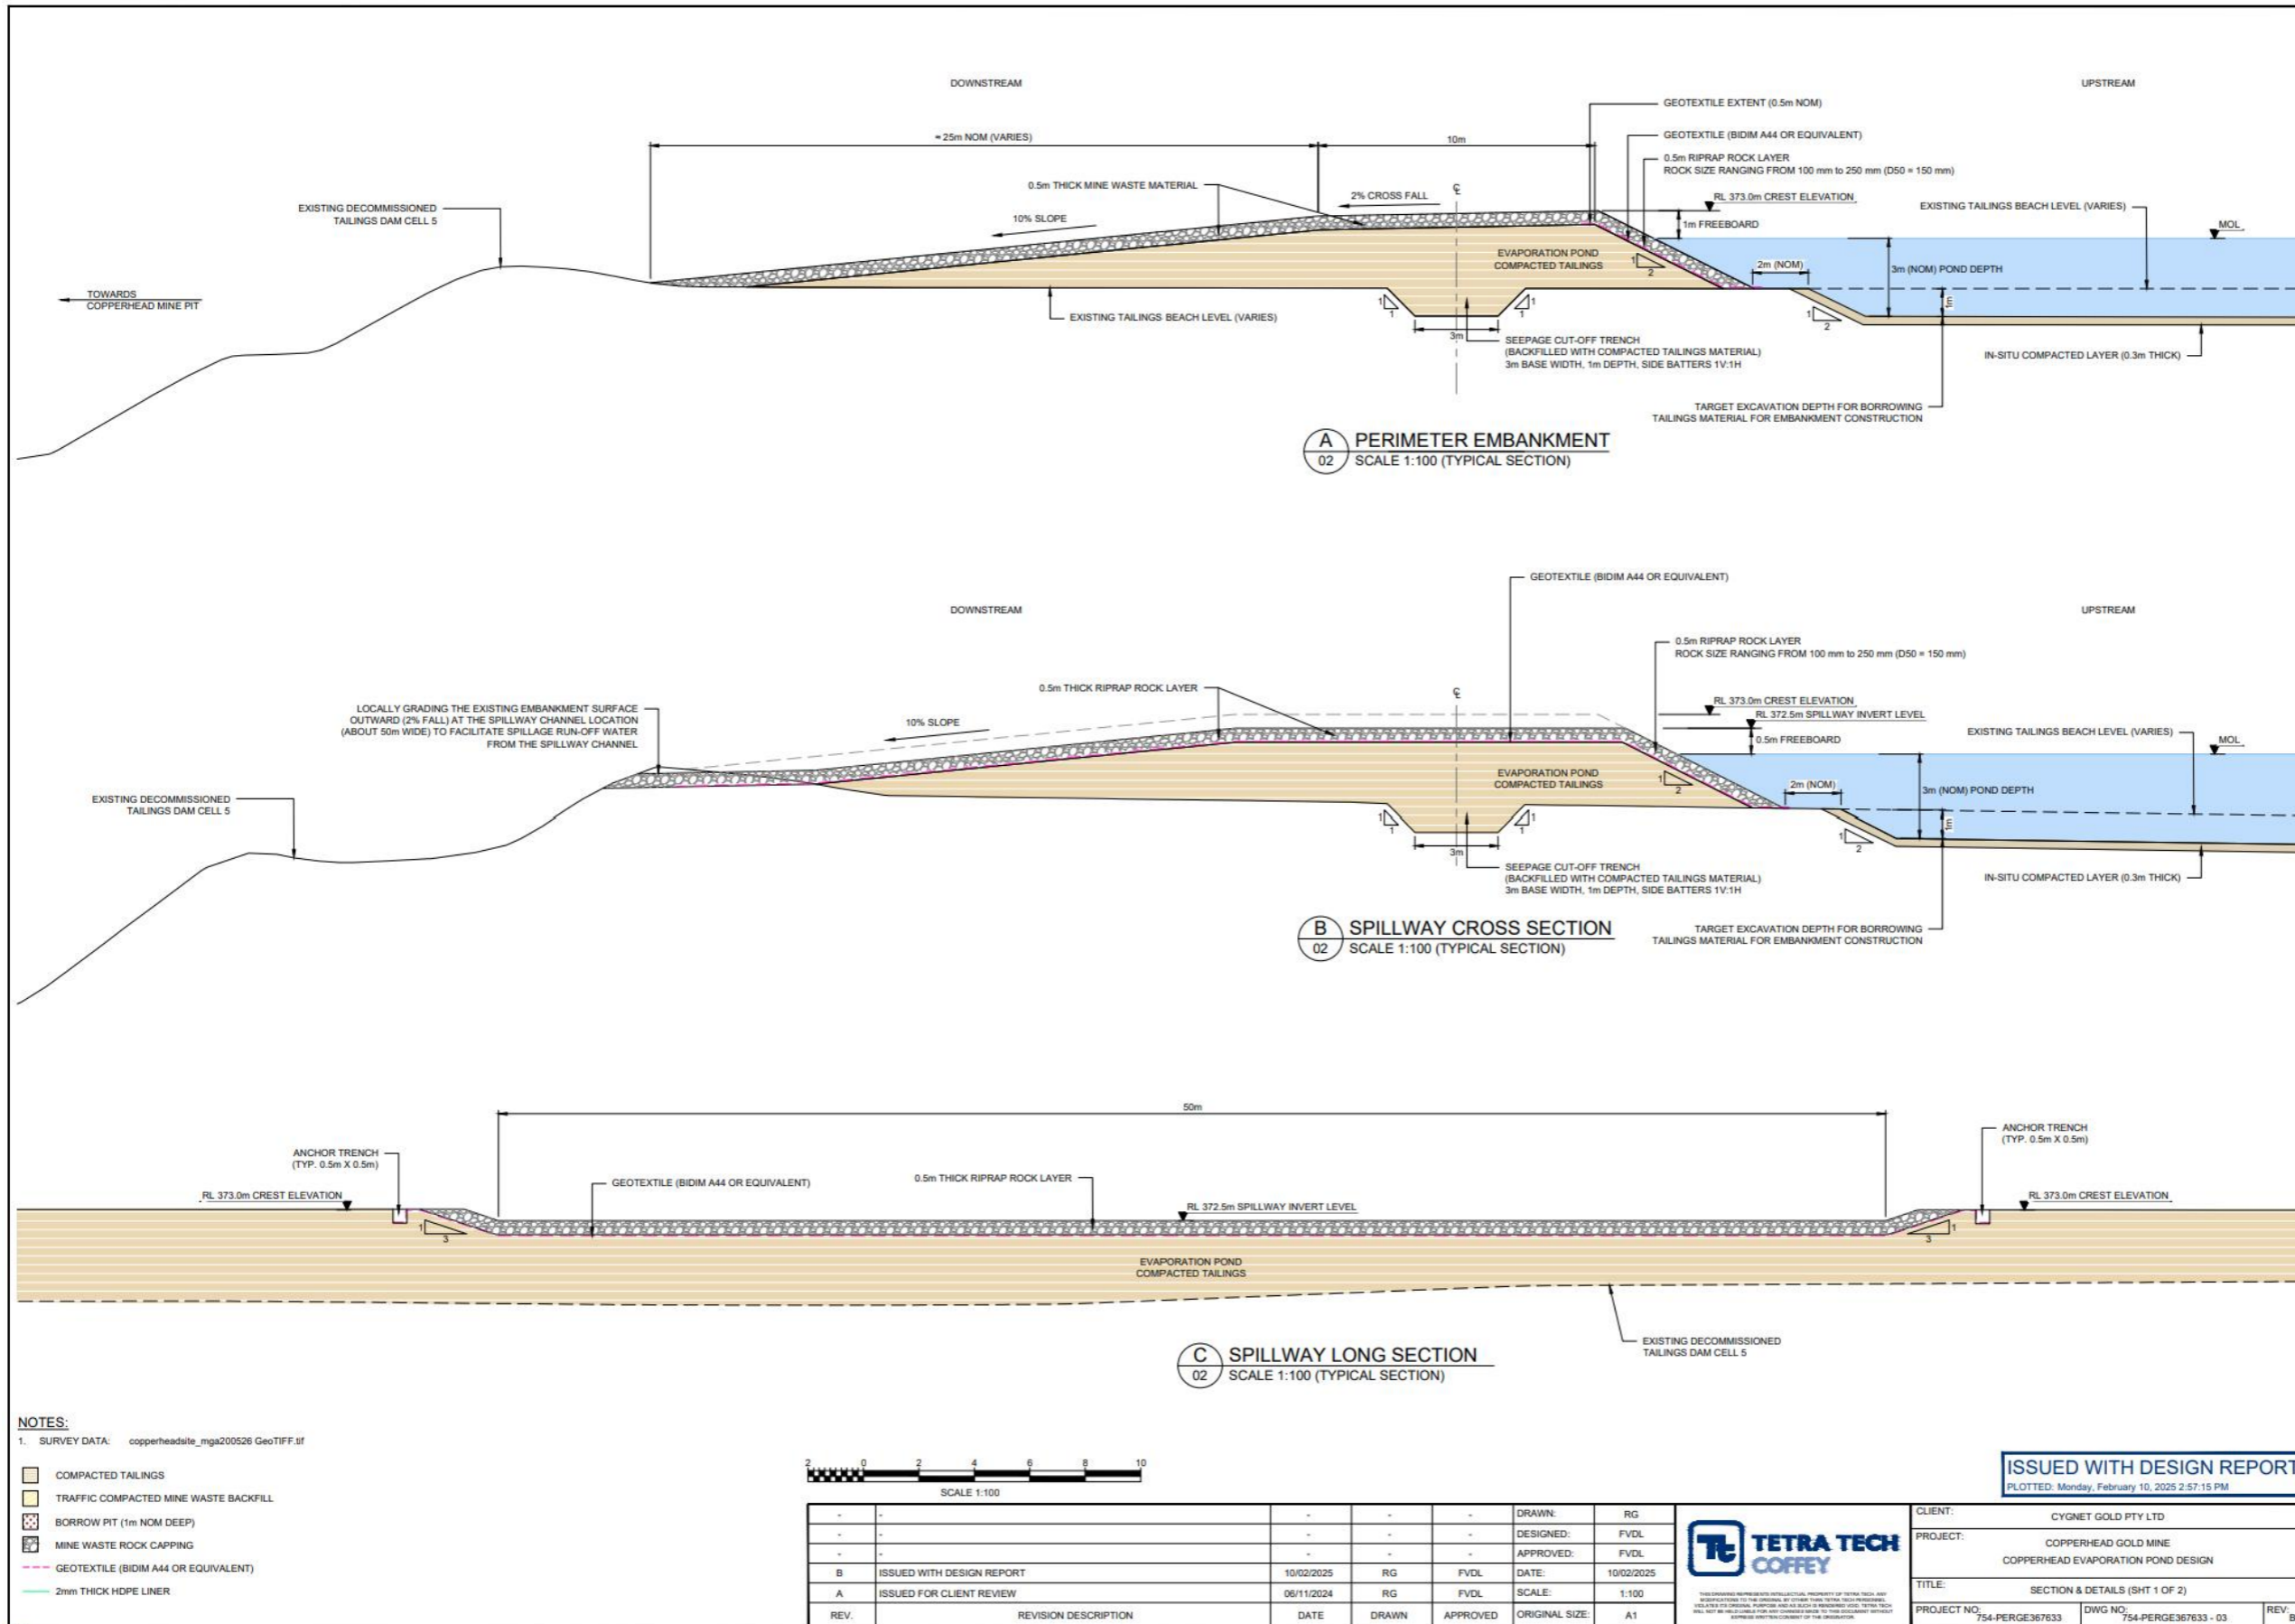 DOWNSTREAM
UPSTREAM
GEOTEXTILE EXTENT (0.5m NOM)
≈ 25m NOM (VARIES)
10m
GEOTEXTILE (BIDIM A44 OR EQUIVALENT)
0.5m RIPRAP ROCK LAYER
ROCK SIZE RANGING FROM 100 mm to 250 mm (D50 = 150 mm)
0.5m THICK MINE WASTE MATERIAL
2% CROSS FALL
RL 373.0m CREST ELEVATION
EXISTING DECOMMISSIONED
TAILINGS DAM CELL 5
EXISTING TAILINGS BEACH LEVEL (VARIES)
10% SLOPE
1m FREEBOARD
MOL
EVAPORATION POND
COMPACTED TAILINGS
1
2
2m (NOM)
3m (NOM) POND DEPTH
TOWARDS
COPPERHEAD MINE PIT
EXISTING TAILINGS BEACH LEVEL (VARIES)
1
1
1
1
1m
1
2
3m
SEEPAGE CUT-OFF TRENCH
(BACKFILLED WITH COMPACTED TAILINGS MATERIAL)
3m BASE WIDTH, 1m DEPTH, SIDE BATTERS 1V:1H
IN-SITU COMPACTED LAYER (0.3m THICK)
TARGET EXCAVATION DEPTH FOR BORROWING
TAILINGS MATERIAL FOR EMBANKMENT CONSTRUCTION
A
02
PERIMETER EMBANKMENT
SCALE 1:100 (TYPICAL SECTION)
GEOTEXTILE (BIDIM A44 OR EQUIVALENT)
DOWNSTREAM
UPSTREAM
0.5m RIPRAP ROCK LAYER
ROCK SIZE RANGING FROM 100 mm to 250 mm (D50 = 150 mm)
0.5m THICK RIPRAP ROCK LAYER
RL 373.0m CREST ELEVATION
RL 372.5m SPILLWAY INVERT LEVEL
LOCALLY GRADING THE EXISTING EMBANKMENT SURFACE
OUTWARD (2% FALL) AT THE SPILLWAY CHANNEL LOCATION
(ABOUT 50m WIDE) TO FACILITATE SPILLAGE RUN-OFF WATER
FROM THE SPILLWAY CHANNEL
10% SLOPE
EXISTING TAILINGS BEACH LEVEL (VARIES)
0.5m FREEBOARD
MOL
EVAPORATION POND
COMPACTED TAILINGS
1
2
2m (NOM)
3m (NOM) POND DEPTH
EXISTING DECOMMISSIONED
TAILINGS DAM CELL 5
1
1
1
1
1m
1
2
3m
SEEPAGE CUT-OFF TRENCH
(BACKFILLED WITH COMPACTED TAILINGS MATERIAL)
3m BASE WIDTH, 1m DEPTH, SIDE BATTERS 1V:1H
IN-SITU COMPACTED LAYER (0.3m THICK)
TARGET EXCAVATION DEPTH FOR BORROWING
TAILINGS MATERIAL FOR EMBANKMENT CONSTRUCTION
B
02
SPILLWAY CROSS SECTION
SCALE 1:100 (TYPICAL SECTION)
50m
ANCHOR TRENCH
(TYP. 0.5m X 0.5m)
ANCHOR TRENCH
(TYP. 0.5m X 0.5m)
GEOTEXTILE (BIDIM A44 OR EQUIVALENT)
0.5m THICK RIPRAP ROCK LAYER
RL 373.0m CREST ELEVATION
RL 372.5m SPILLWAY INVERT LEVEL
RL 373.0m CREST ELEVATION
1
3
1
3
EVAPORATION POND
COMPACTED TAILINGS
EXISTING DECOMMISSIONED
TAILINGS DAM CELL 5
C
02
SPILLWAY LONG SECTION
SCALE 1:100 (TYPICAL SECTION)
NOTES:
1. SURVEY DATA: copperheadsite_mga200526 GeoTIFF.tif
COMPACTED TAILINGS
TRAFFIC COMPACTED MINE WASTE BACKFILL
BORROW PIT (1m NOM DEEP)
MINE WASTE ROCK CAPPING
GEOTEXTILE (BIDIM A44 OR EQUIVALENT)
2mm THICK HDPE LINER
2 0 2 4 6 8 10
SCALE 1:100
ISSUED WITH DESIGN REPORT
PLOTTED: Monday, February 10, 2025 2:57:15 PM
- - - - - DRAWN: RG
- - - - - DESIGNED: FVDL
- - - - - APPROVED: FVDL
B ISSUED WITH DESIGN REPORT 10/02/2025 RG FVDL DATE: 10/02/2025
A ISSUED FOR CLIENT REVIEW 06/11/2024 RG FVDL SCALE: 1:100
REV. REVISION DESCRIPTION DATE DRAWN APPROVED ORIGINAL SIZE: A1
TETRA TECH
COFFEY
CLIENT: CYGNET GOLD PTY LTD
PROJECT: COPPERHEAD GOLD MINE
COPPERHEAD EVAPORATION POND DESIGN
TITLE: SECTION & DETAILS (SHT 1 OF 2)
PROJECT NO: 754-PERGE367633 DWG NO: 754-PERGE367633 - 03 REV.